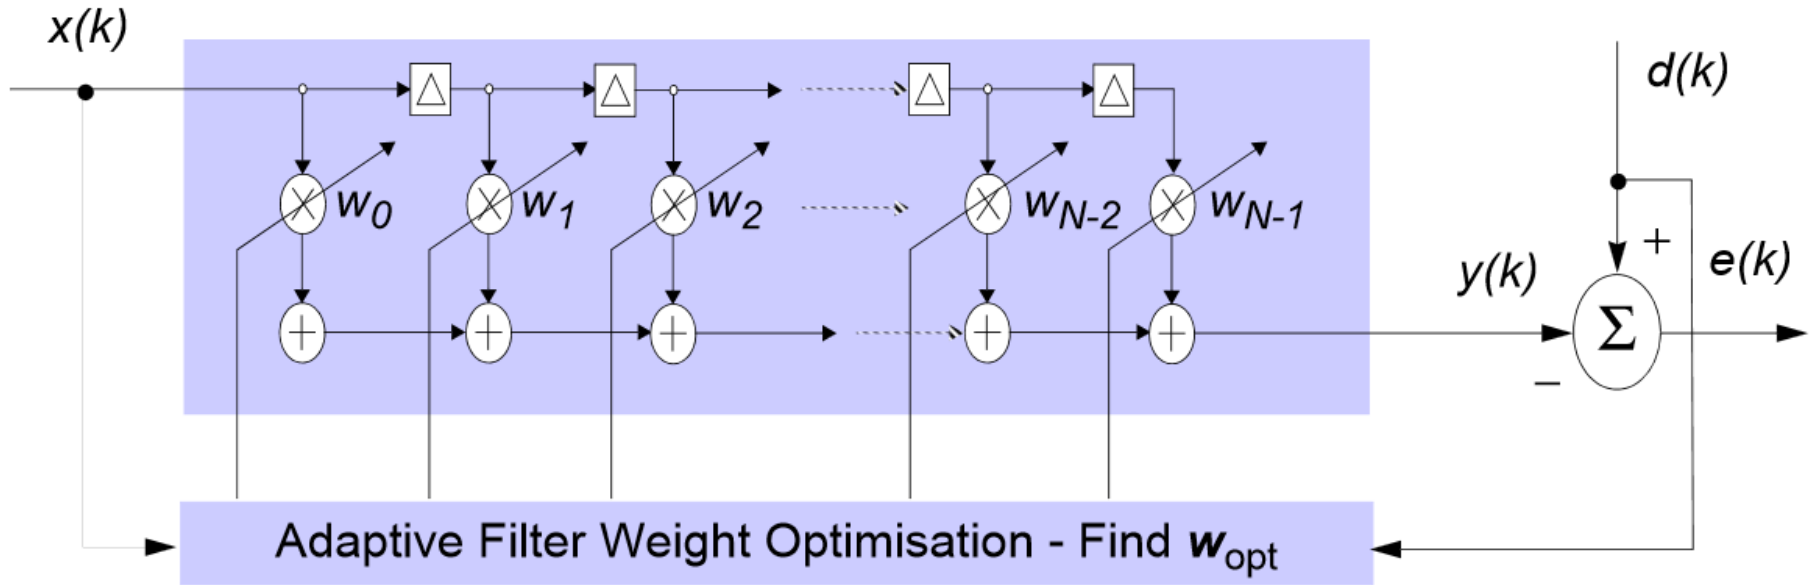 x(k)
d(k)
w0 w1 w2 wN-2 wN-1
+
y(k) e(k)
Σ
−
Adaptive Filter Weight Optimisation - Find wopt